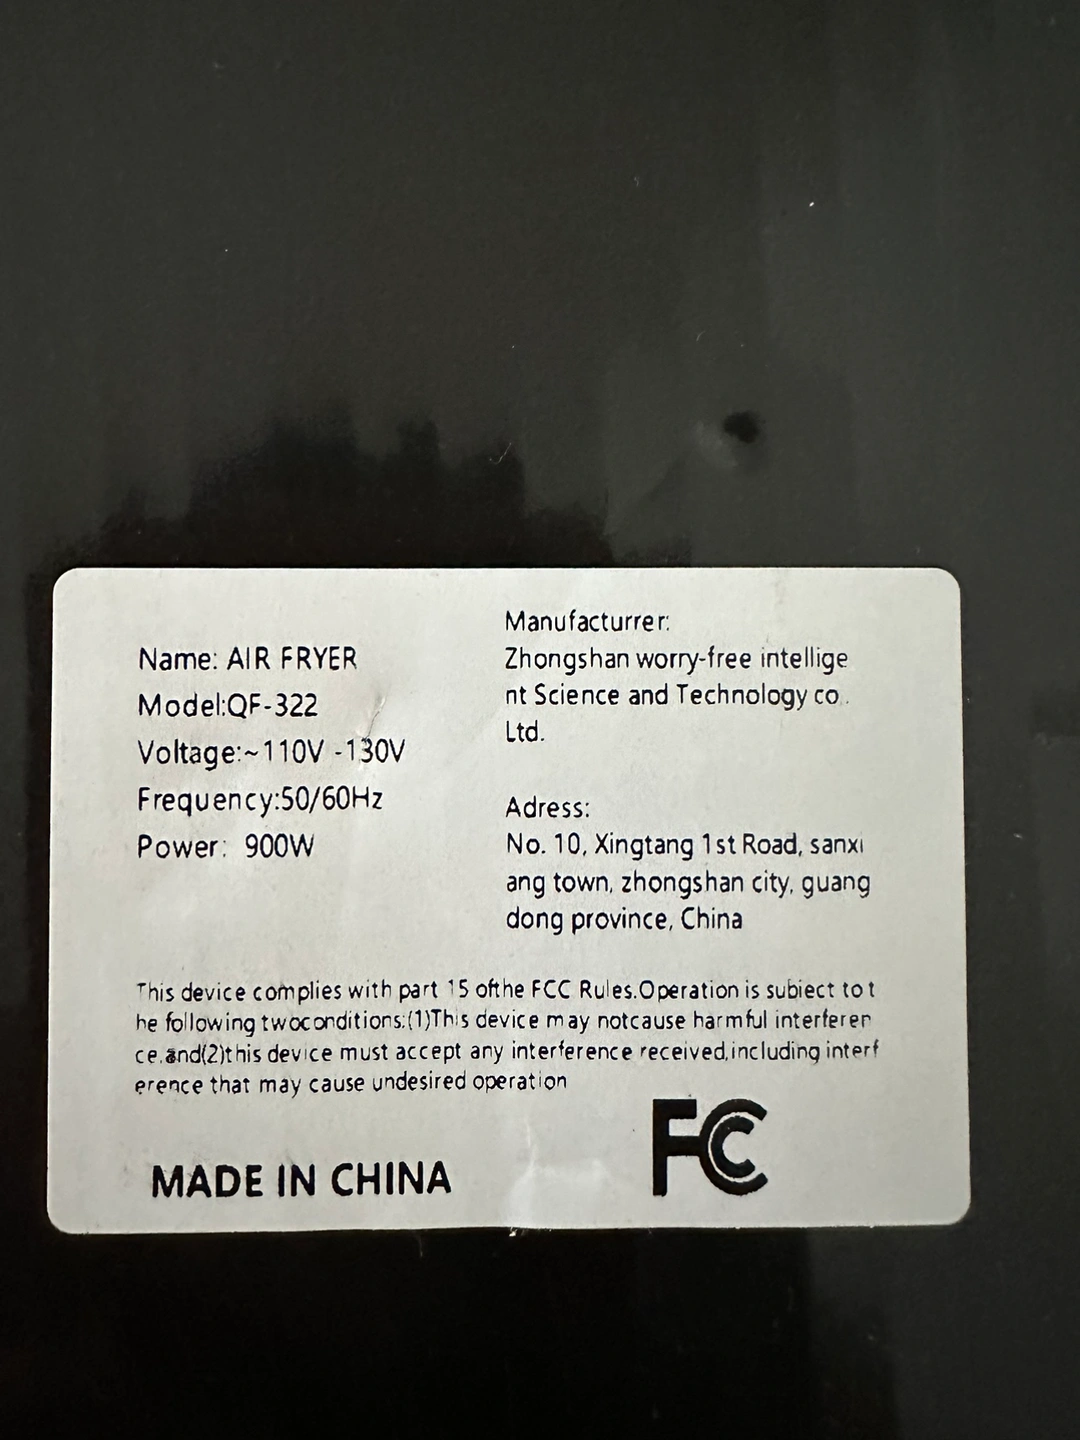 Name: AIR FRYER
Model:QF-322
Voltage:~110V -130V
Frequency:50/60Hz
Power: 900W
Manufacturrer:
Zhongshan worry-free intellige
nt Science and Technology co.
Ltd.
Adress:
No. 10, Xingtang 1st Road, sanxi
ang town, zhongshan city, guang
dong province, China
This device complies with part 15 ofthe FCC Rules.Operation is subiect to t
he following twoconditions:(1)This device may notcause harmful interferen
ce.and(2)this device must accept any interference received,including interf
erence that may cause undesired operation
MADE IN CHINA
FC